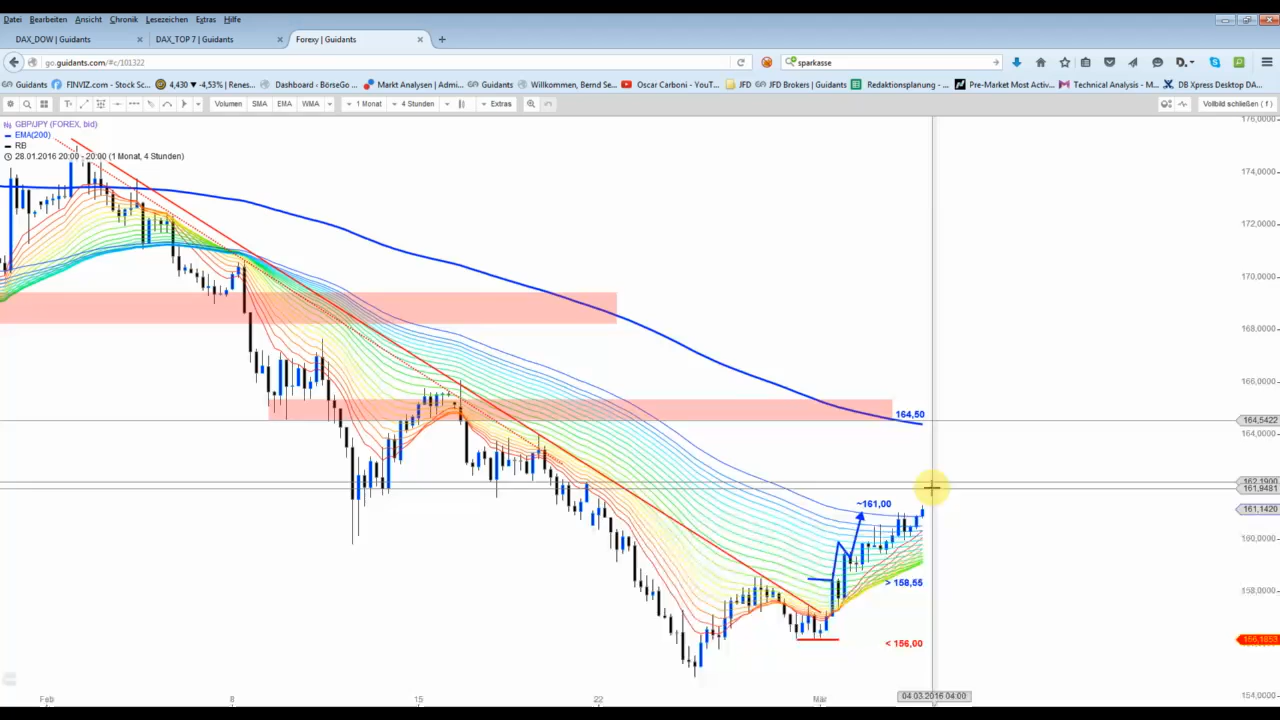 Datei Bearbeiten Ansicht Chronik Lesezeichen Extras Hilfe
DAX_DOW | Guidants DAX_TOP 7 | Guidants Forexy | Guidants
go.guidants.com/#c/101322 sparkasse
Guidants FINVIZ.com - Stock Sc... 4,430 ▼ -4,53% | Renes... Dashboard ‹ BörseGo ... Markt Analysen | Admi... Guidants Willkommen, Bernd Se... Oscar Carboni - YouT... JFD JFD Brokers | Guidants Redaktionsplanung - ... Pre-Market Most Activ... Technical Analysis - M... DB Xpress Desktop DA...
Volumen SMA EMA WMA 1 Monat 4 Stunden Extras Vollbild schließen ( f )
GBP/JPY (FOREX, bid)
EMA(200)
RB
28.01.2016 20:00 - 20:00 (1 Monat, 4 Stunden)
176,0000
174,0000
172,0000
170,0000
168,0000
166,0000
164,50
164,5422
164,0000
162,1900
161,9481
~161,00
161,1420
160,0000
> 158,55
158,0000
< 156,00
156,1853
154,0000
Feb 8 15 22 Mär 04.03.2016 04:00